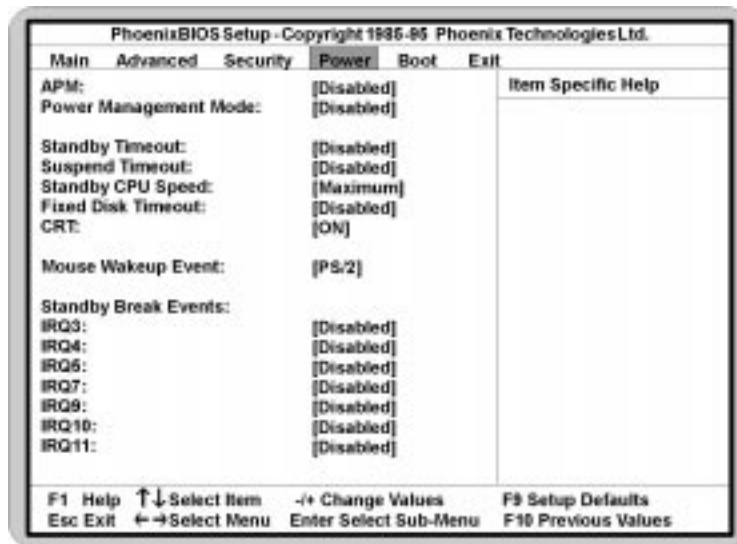 PhoenixBIOS Setup - Copyright 1985-95 Phoenix Technologies Ltd.
Main Advanced Security Power Boot Exit
APM: [Disabled] Item Specific Help
Power Management Mode: [Disabled]
Standby Timeout: [Disabled]
Suspend Timeout: [Disabled]
Standby CPU Speed: [Maximum]
Fixed Disk Timeout: [Disabled]
CRT: [ON]
Mouse Wakeup Event: [PS/2]
Standby Break Events:
IRQ3: [Disabled]
IRQ4: [Disabled]
IRQ5: [Disabled]
IRQ7: [Disabled]
IRQ9: [Disabled]
IRQ10: [Disabled]
IRQ11: [Disabled]
F1 Help ↑↓ Select Item -/+ Change Values F9 Setup Defaults
Esc Exit ←→ Select Menu Enter Select Sub-Menu F10 Previous Values